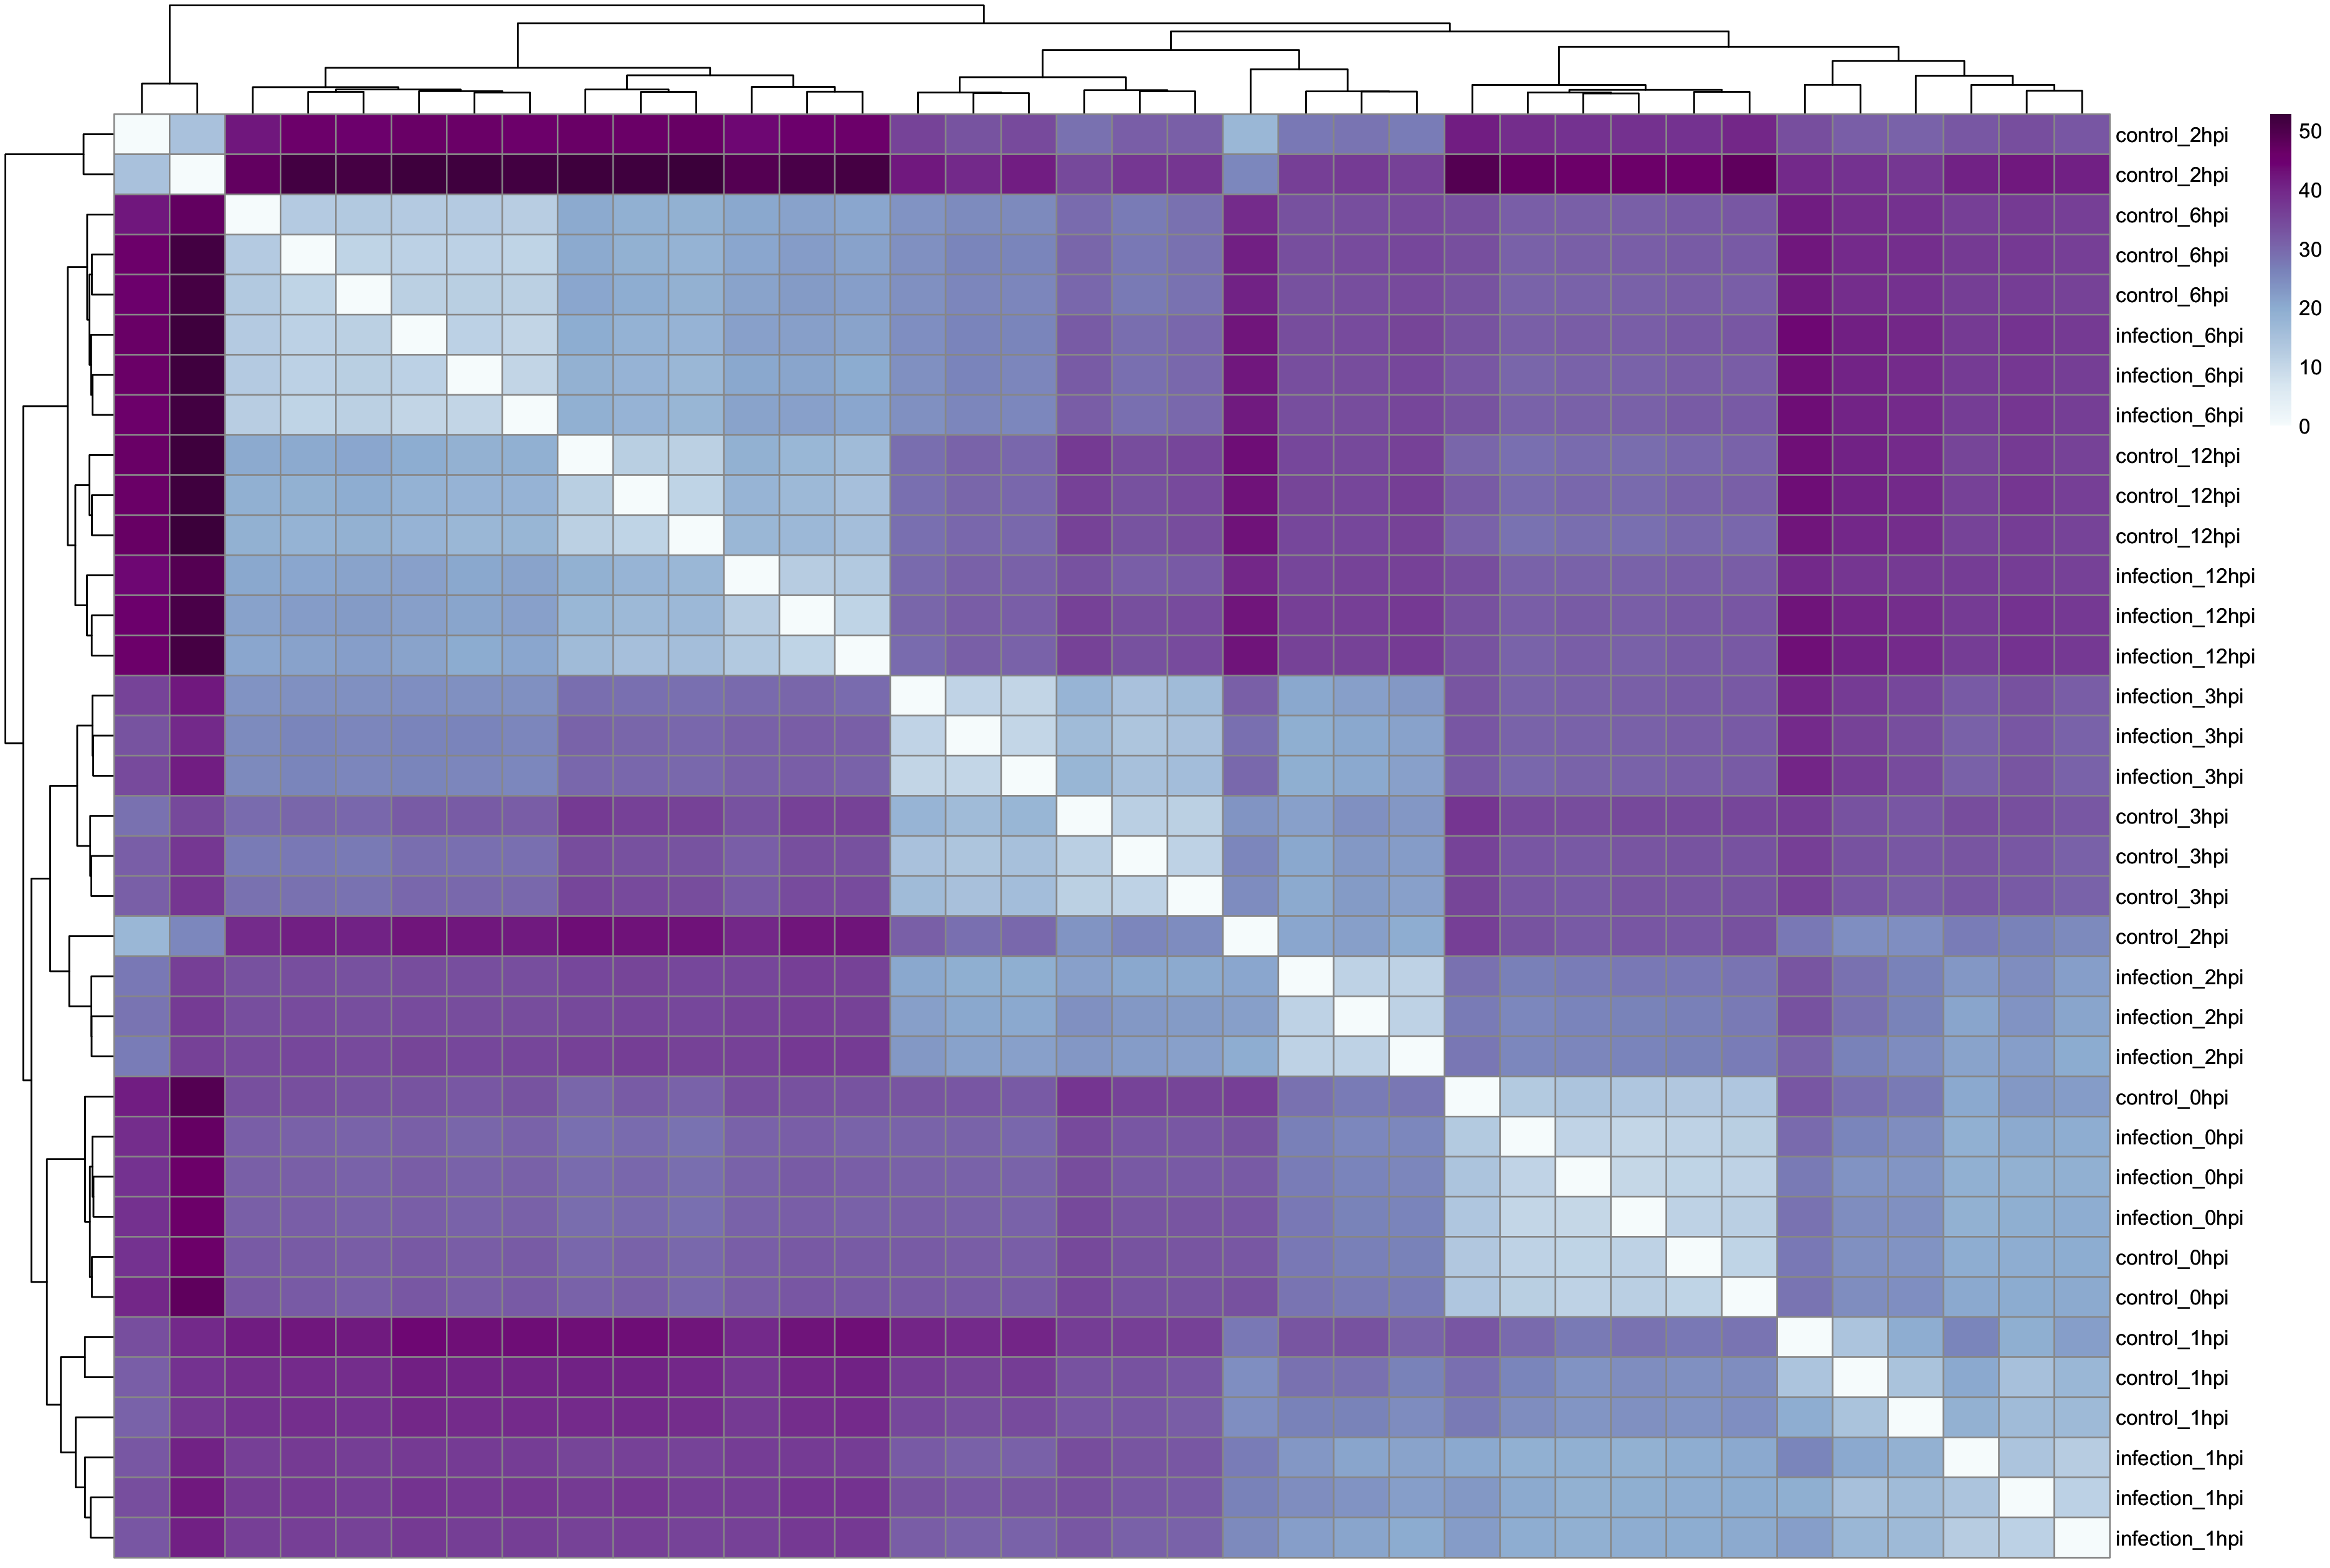 control_2hpi
control_2hpi
control_6hpi
control_6hpi
control_6hpi
infection_6hpi
infection_6hpi
infection_6hpi
control_12hpi
control_12hpi
control_12hpi
infection_12hpi
infection_12hpi
infection_12hpi
infection_3hpi
infection_3hpi
infection_3hpi
control_3hpi
control_3hpi
control_3hpi
control_2hpi
infection_2hpi
infection_2hpi
infection_2hpi
control_0hpi
infection_0hpi
infection_0hpi
infection_0hpi
control_0hpi
control_0hpi
control_1hpi
control_1hpi
control_1hpi
infection_1hpi
infection_1hpi
infection_1hpi
50
40
30
20
10
0